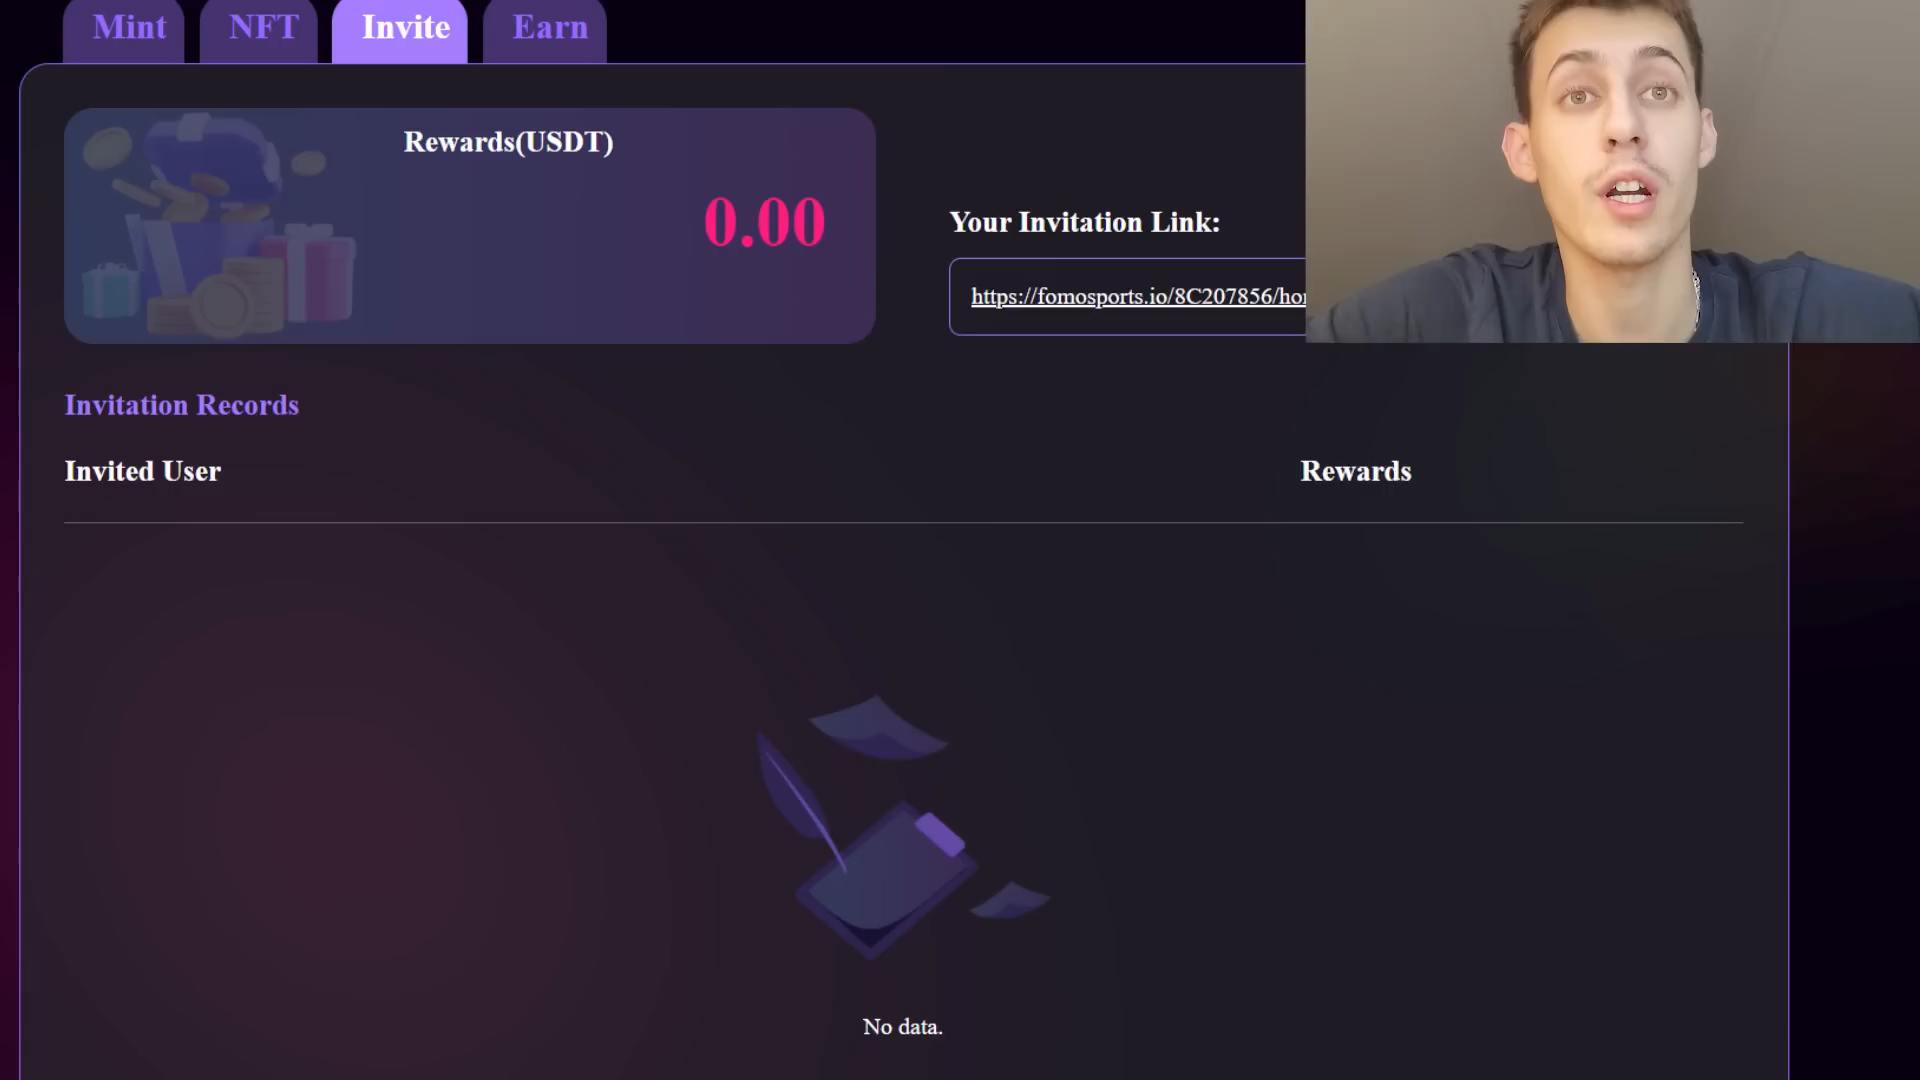 Mint
NFT
Invite
Earn
Rewards(USDT)
0.00
Your Invitation Link:
https://fomosports.io/8C207856/
Invitation Records
Invited User
Rewards
No data.